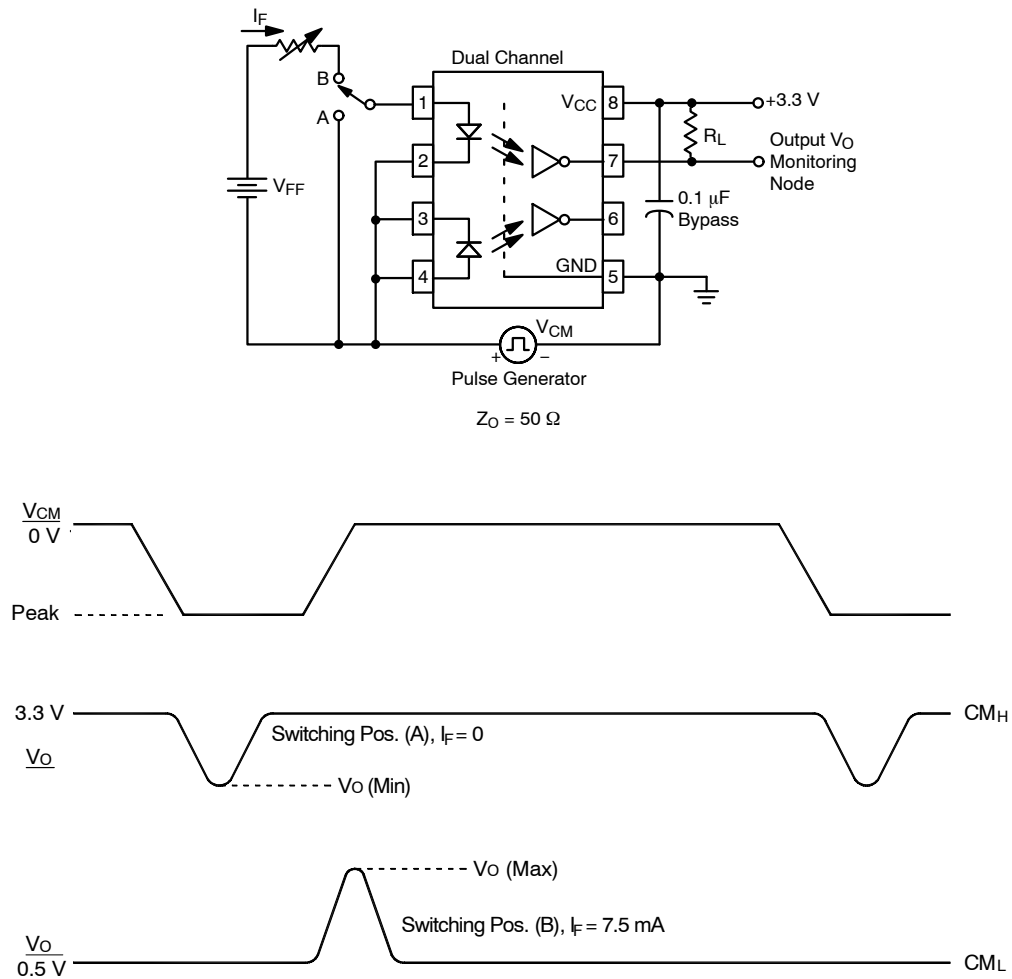 IF
Dual Channel
B
A
1
VCC
8
+3.3 V
RL
2
7
Output VO
Monitoring
Node
VFF
3
6
0.1 μF
Bypass
4
GND
5
VCM
+
−
Pulse Generator
ZO = 50 Ω
VCM
0 V
Peak
3.3 V
CMH
Switching Pos. (A), IF = 0
VO
VO (Min)
VO (Max)
Switching Pos. (B), IF = 7.5 mA
VO
0.5 V
CML